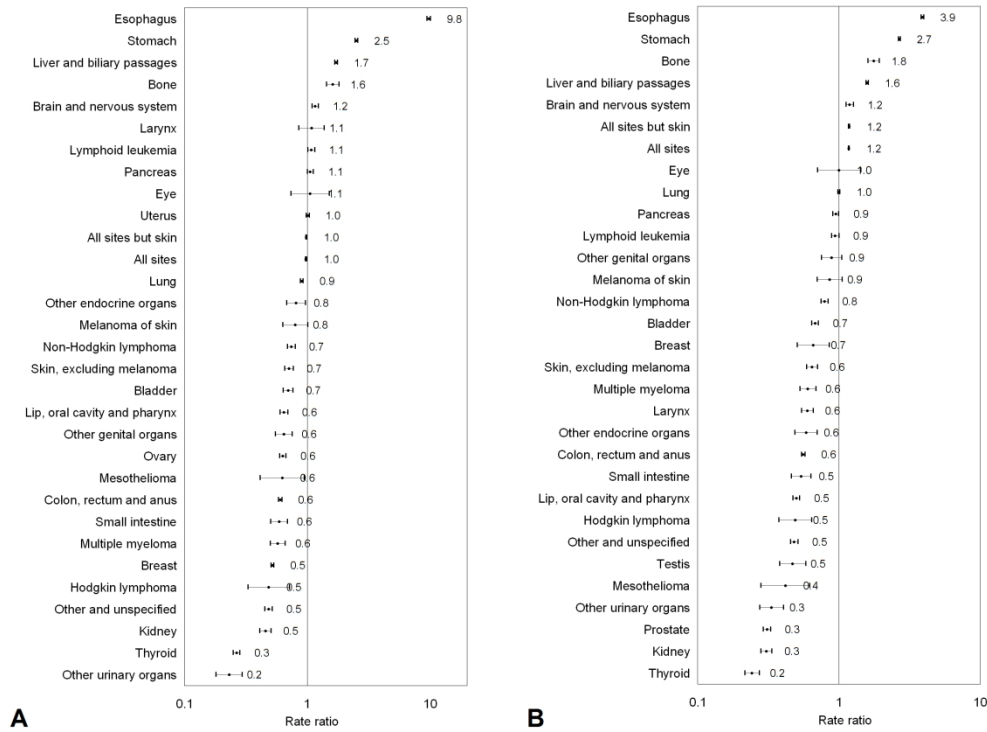 Esophagus 9.8
Stomach 2.5
Liver and biliary passages 1.7
Bone 1.6
Brain and nervous system 1.2
Larynx 1.1
Lymphoid leukemia 1.1
Pancreas 1.1
Eye 1.1
Uterus 1.0
All sites but skin 1.0
All sites 1.0
Lung 0.9
Other endocrine organs 0.8
Melanoma of skin 0.8
Non-Hodgkin lymphoma 0.7
Skin, excluding melanoma 0.7
Bladder 0.7
Lip, oral cavity and pharynx 0.6
Other genital organs 0.6
Ovary 0.6
Mesothelioma 0.6
Colon, rectum and anus 0.6
Small intestine 0.6
Multiple myeloma 0.6
Breast 0.5
Hodgkin lymphoma 0.5
Other and unspecified 0.5
Kidney 0.5
Thyroid 0.3
Other urinary organs 0.2
0.1 1 10
Rate ratio
A
Esophagus 3.9
Stomach 2.7
Bone 1.8
Liver and biliary passages 1.6
Brain and nervous system 1.2
All sites but skin 1.2
All sites 1.2
Eye 1.0
Lung 1.0
Pancreas 0.9
Lymphoid leukemia 0.9
Other genital organs 0.9
Melanoma of skin 0.9
Non-Hodgkin lymphoma 0.8
Bladder 0.7
Breast 0.7
Skin, excluding melanoma 0.6
Multiple myeloma 0.6
Larynx 0.6
Other endocrine organs 0.6
Colon, rectum and anus 0.6
Small intestine 0.5
Lip, oral cavity and pharynx 0.5
Hodgkin lymphoma 0.5
Other and unspecified 0.5
Testis 0.5
Mesothelioma 0.4
Other urinary organs 0.3
Prostate 0.3
Kidney 0.3
Thyroid 0.2
0.1 1 10
Rate ratio
B